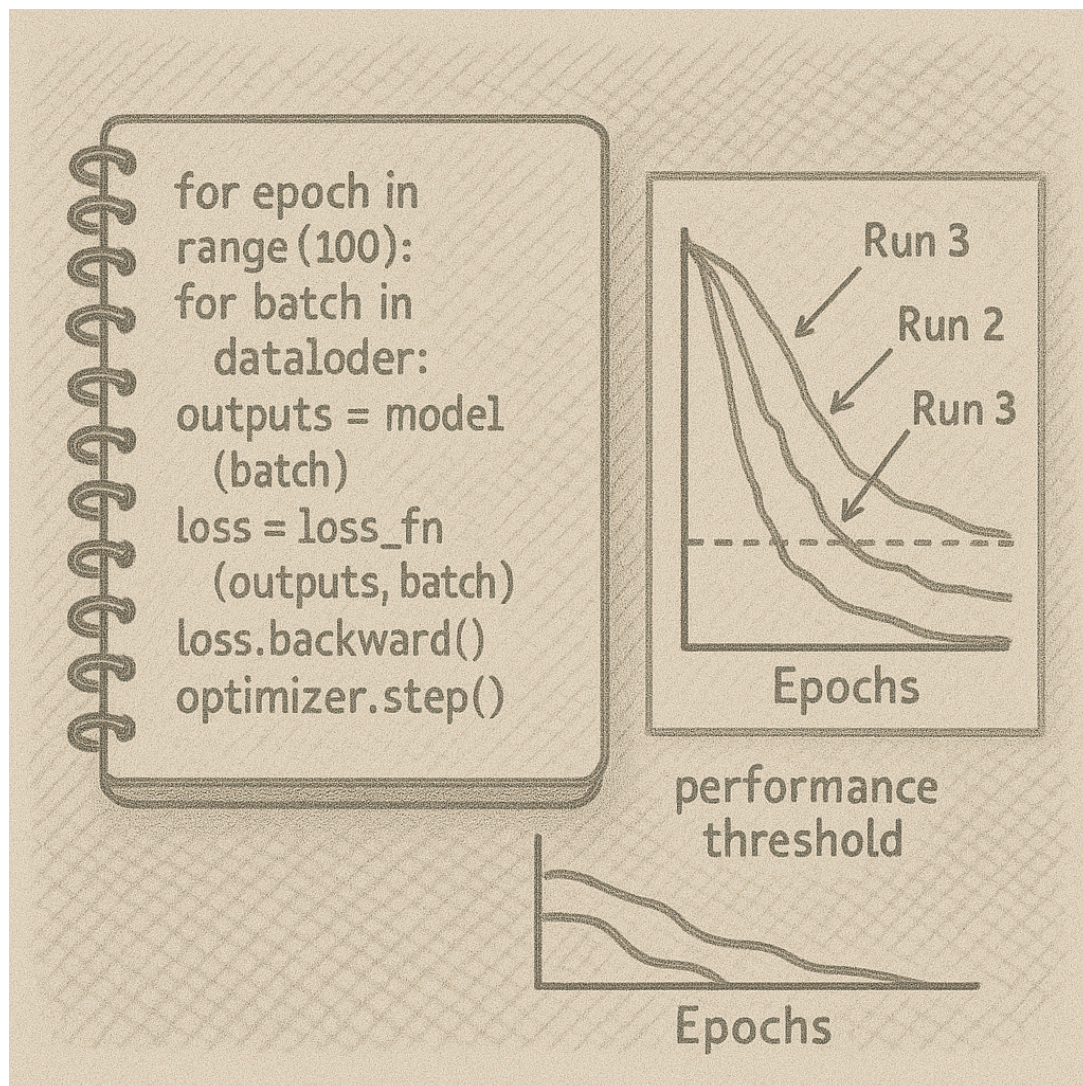 for epoch in
range(100):
for batch in
dataloder:
outputs = model
(batch)
loss = loss_fn
(outputs, batch)
loss.backward()
optimizer.step()
Run 3
Run 2
Run 3
Epochs
performance
threshold
Epochs